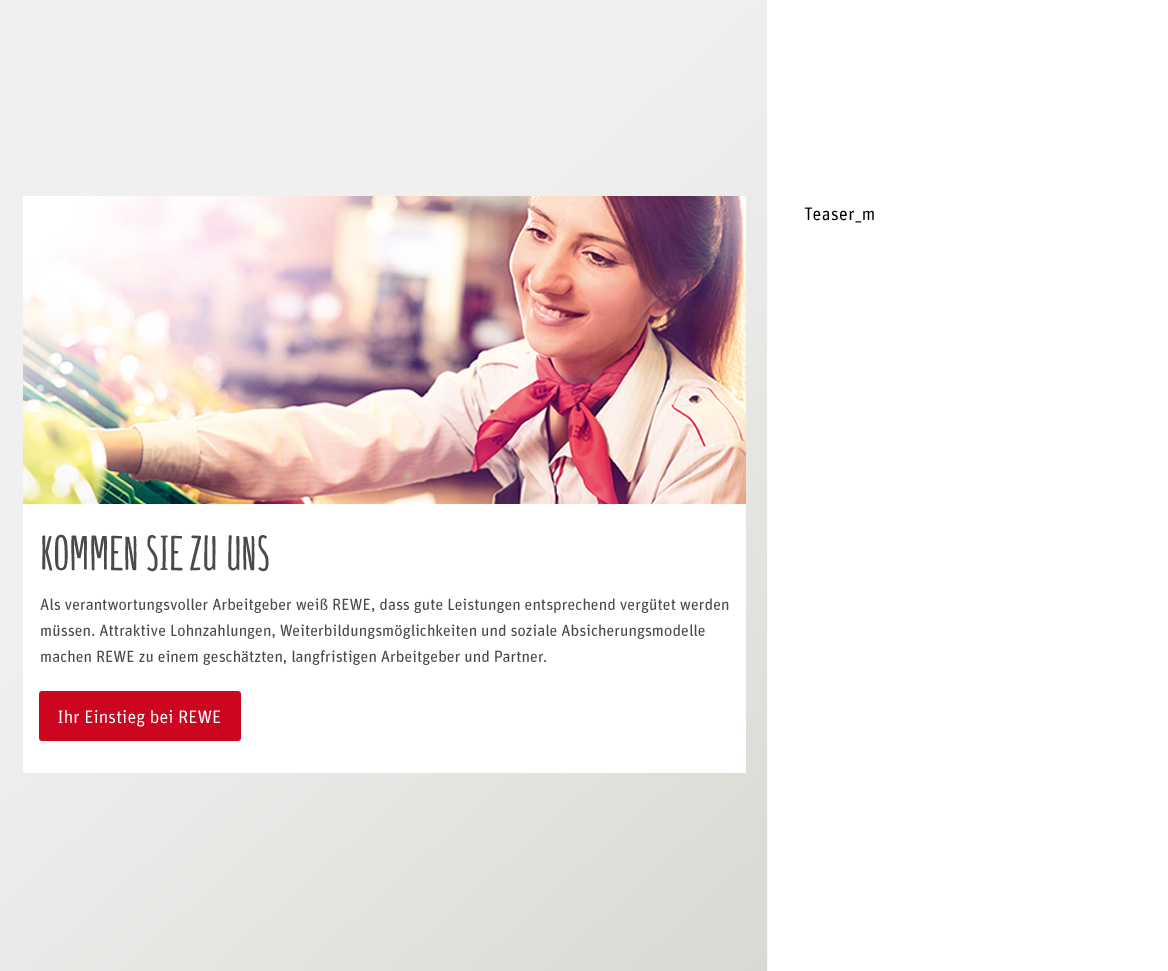 Teaser_m
KOMMEN SIE ZU UNS
Als verantwortungsvoller Arbeitgeber weiß REWE, dass gute Leistungen entsprechend vergütet werden
müssen. Attraktive Lohnzahlungen, Weiterbildungsmöglichkeiten und soziale Absicherungsmodelle
machen REWE zu einem geschätzten, langfristigen Arbeitgeber und Partner.
Ihr Einstieg bei REWE